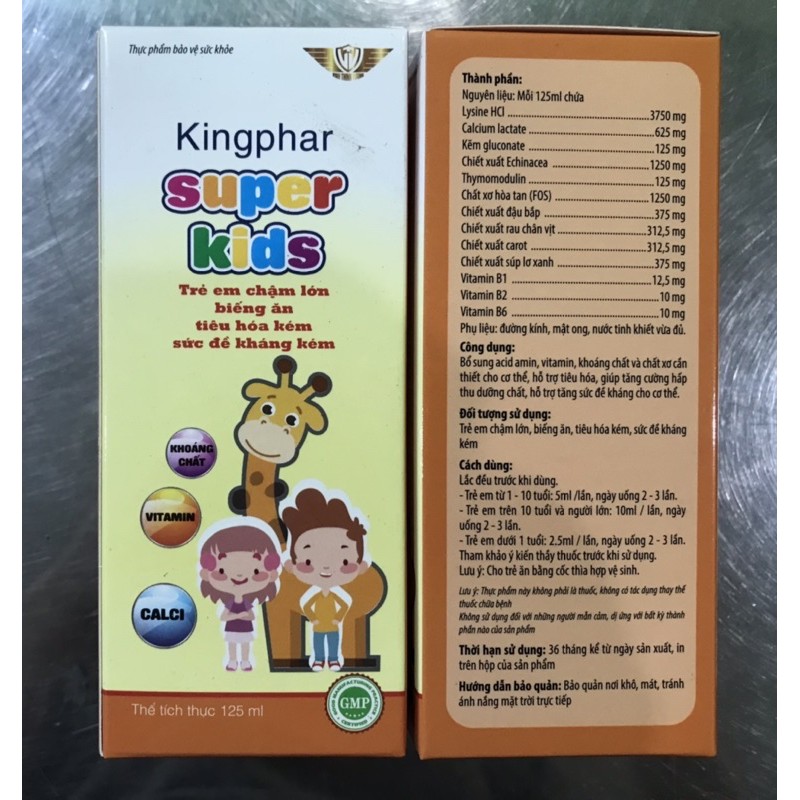 Thực phẩm bảo vệ sức khỏe
Kingphar
super
kids
Trẻ em chậm lớn
biếng ăn
tiêu hóa kém
sức đề kháng kém
KHOÁNG
CHẤT
VITAMIN
CALCI
Thể tích thực 125 ml
GMP
Thành phần:
Nguyên liệu: Mỗi 125ml chứa
Lysine HCl 3750 mg
Calcium lactate 625 mg
Kẽm gluconate 125 mg
Chiết xuất Echinacea 1250 mg
Thymomodulin 125 mg
Chất xơ hòa tan (FOS) 1250 mg
Chiết xuất đậu bắp 375 mg
Chiết xuất rau chân vịt 312,5 mg
Chiết xuất carot 312,5 mg
Chiết xuất súp lơ xanh 375 mg
Vitamin B1 12,5 mg
Vitamin B2 10 mg
Vitamin B6 10 mg
Phụ liệu: đường kính, mật ong, nước tinh khiết vừa đủ.
Công dụng:
Bổ sung acid amin, vitamin, khoáng chất và chất xơ cần
thiết cho cơ thể, hỗ trợ tiêu hóa, giúp tăng cường hấp
thu dưỡng chất, hỗ trợ tăng sức đề kháng cho cơ thể.
Đối tượng sử dụng:
Trẻ em chậm lớn, biếng ăn, tiêu hóa kém, sức đề kháng
kém
Cách dùng:
Lắc đều trước khi dùng.
- Trẻ em từ 1 - 10 tuổi: 5ml /lần, ngày uống 2 - 3 lần.
- Trẻ em trên 10 tuổi và người lớn: 10ml / lần, ngày
uống 2 - 3 lần.
- Trẻ em dưới 1 tuổi: 2.5ml / lần, ngày uống 2 - 3 lần.
Tham khảo ý kiến thầy thuốc trước khi sử dụng.
Lưu ý: Cho trẻ ăn bằng cốc thìa hợp vệ sinh.
Lưu ý: Thực phẩm này không phải là thuốc, không có tác dụng thay thế
thuốc chữa bệnh
Không sử dụng đối với những người mẫn cảm, dị ứng với bất kỳ thành
phần nào của sản phẩm
Thời hạn sử dụng: 36 tháng kể từ ngày sản xuất, in
trên hộp của sản phẩm
Hướng dẫn bảo quản: Bảo quản nơi khô, mát, tránh
ánh nắng mặt trời trực tiếp